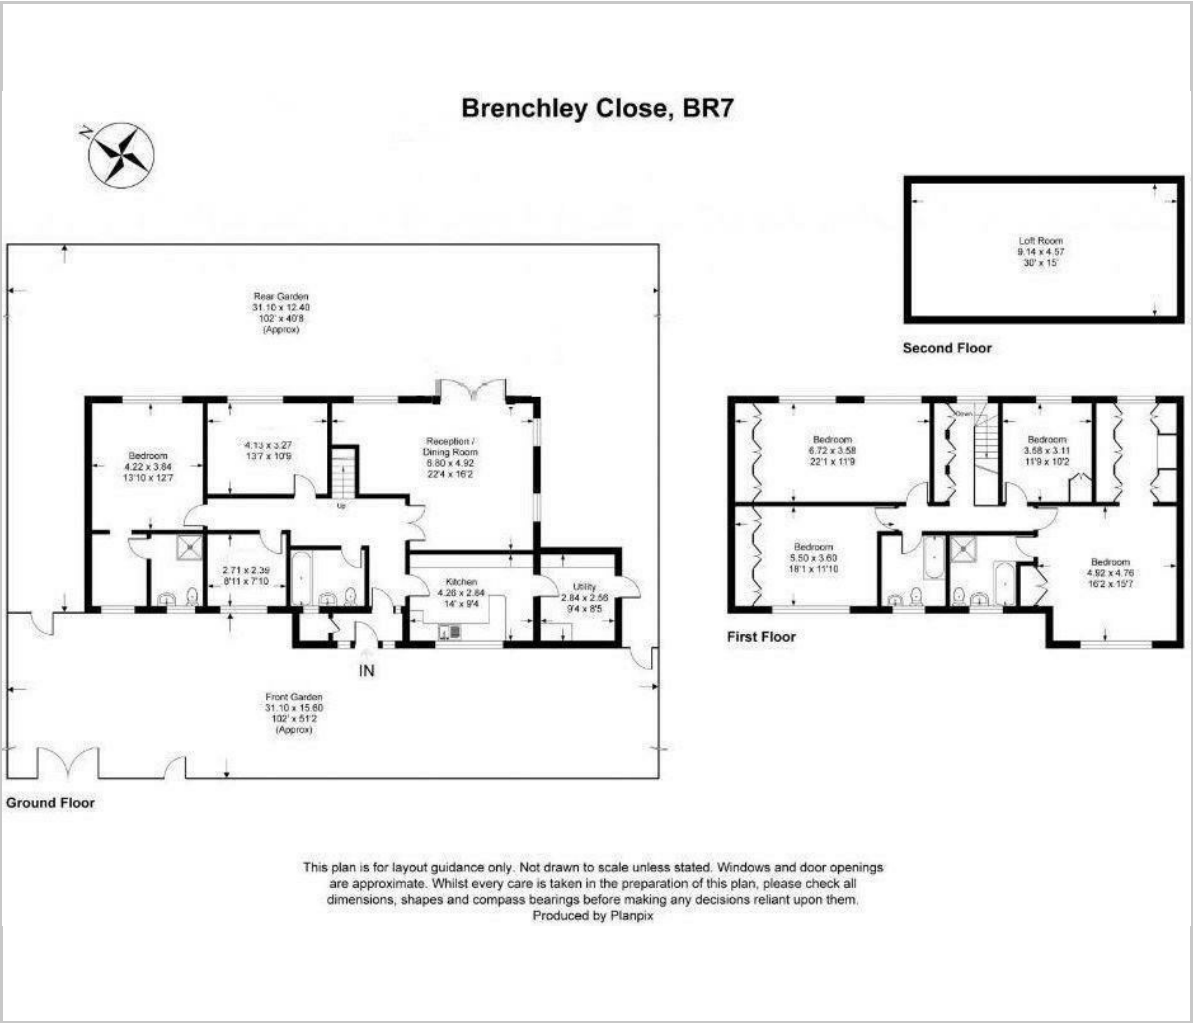 Brenchley Close, BR7
N
Loft Room
9.14 x 4.57
30' x 15'
Second Floor
Rear Garden
31.10 x 12.40
102' x 40'8
(Approx)
Bedroom
4.22 x 3.84
13'10 x 12'7
4.13 x 3.27
13'7 x 10'9
Reception /
Dining Room
6.80 x 4.92
22'4 x 16'2
Up
2.71 x 2.39
8'11 x 7'10
Kitchen
4.26 x 2.84
14' x 9'4
Utility
2.84 x 2.56
9'4 x 8'5
IN
Front Garden
31.10 x 15.60
102' x 51'2
(Approx)
Ground Floor
Bedroom
6.72 x 3.58
22'1 x 11'9
Down
Bedroom
3.58 x 3.11
11'9 x 10'2
Bedroom
5.50 x 3.60
18'1 x 11'10
Bedroom
4.92 x 4.76
16'2 x 15'7
First Floor
This plan is for layout guidance only. Not drawn to scale unless stated. Windows and door openings
are approximate. Whilst every care is taken in the preparation of this plan, please check all
dimensions, shapes and compass bearings before making any decisions reliant upon them.
Produced by Planpix